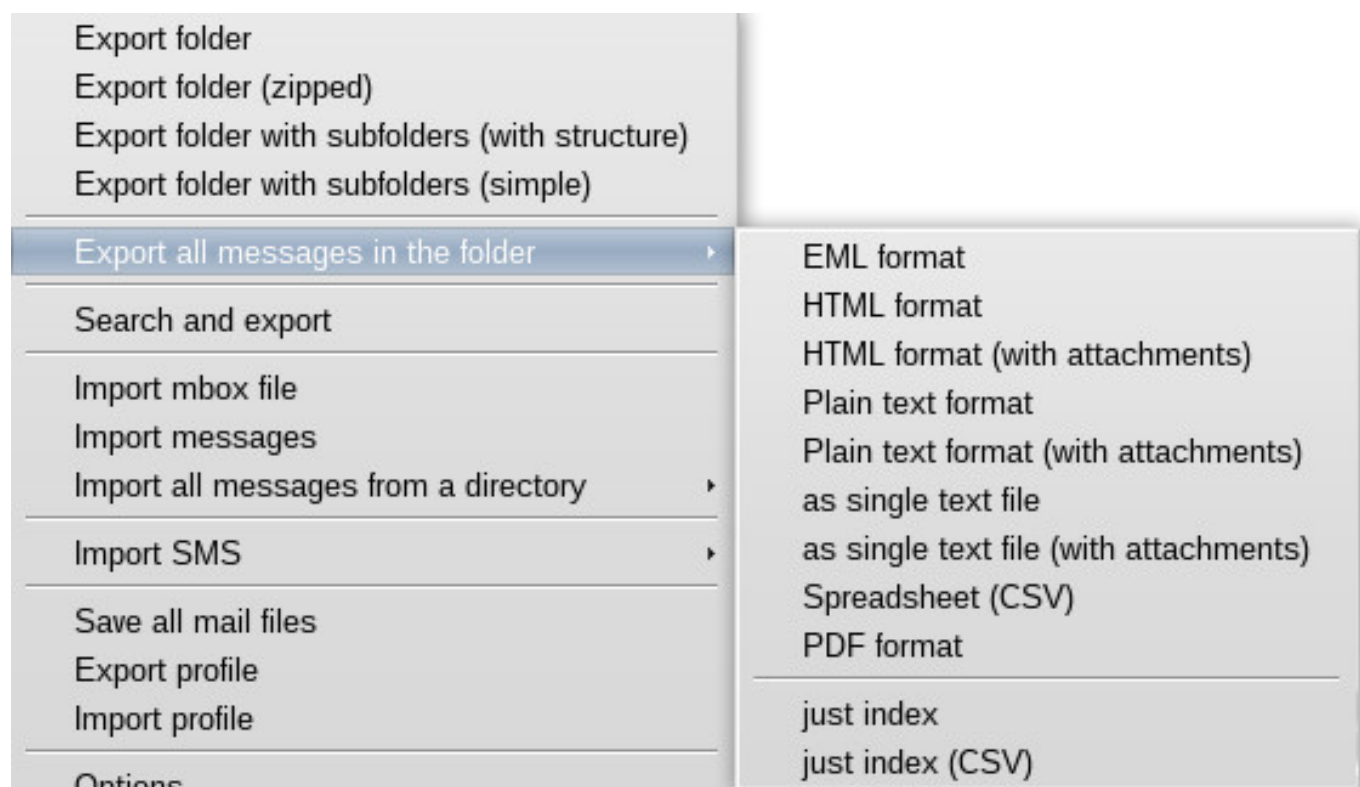 Export folder
Export folder (zipped)
Export folder with subfolders (with structure)
Export folder with subfolders (simple)
Export all messages in the folder
Search and export
Import mbox file
Import messages
Import all messages from a directory
Import SMS
Save all mail files
Export profile
Import profile
Options
EML format
HTML format
HTML format (with attachments)
Plain text format
Plain text format (with attachments)
as single text file
as single text file (with attachments)
Spreadsheet (CSV)
PDF format
just index
just index (CSV)